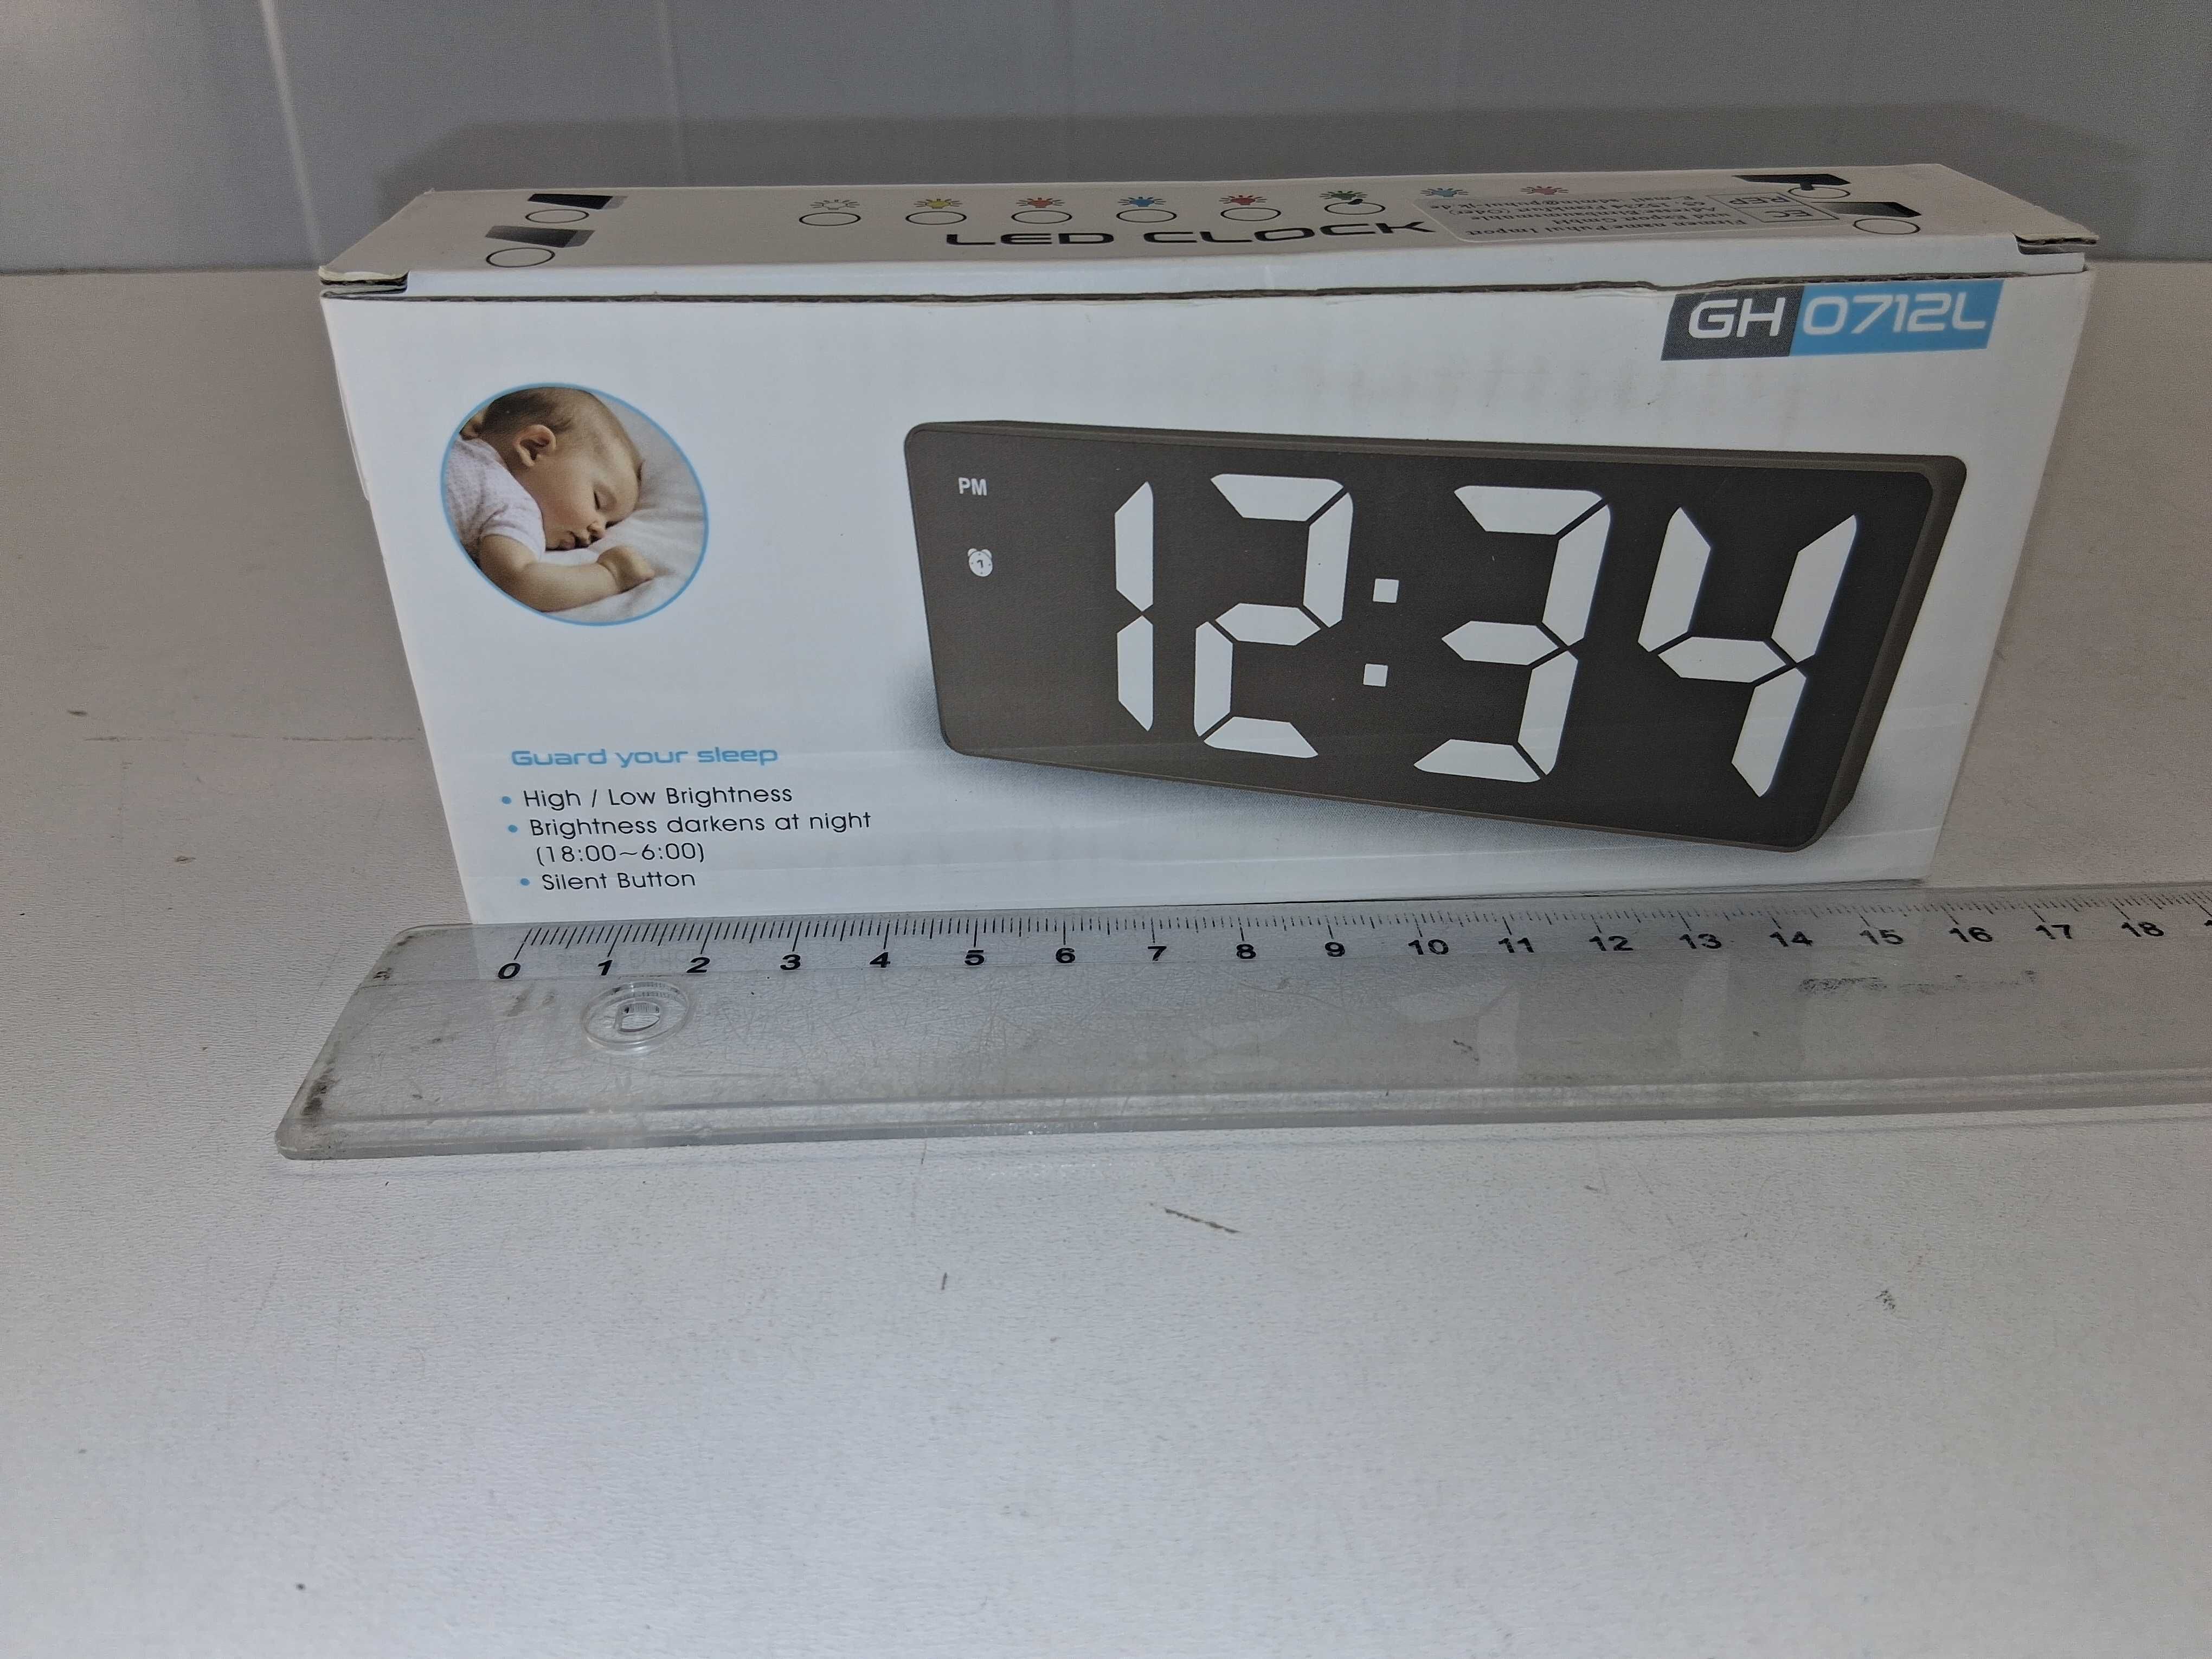 LED CLOCK
EC
REP
GH 0712L
PM
12:34
Guard your sleep
• High / Low Brightness
• Brightness darkens at night
(18:00~6:00)
• Silent Button
0 1 2 3 4 5 6 7 8 9 10 11 12 13 14 15 16 17 18